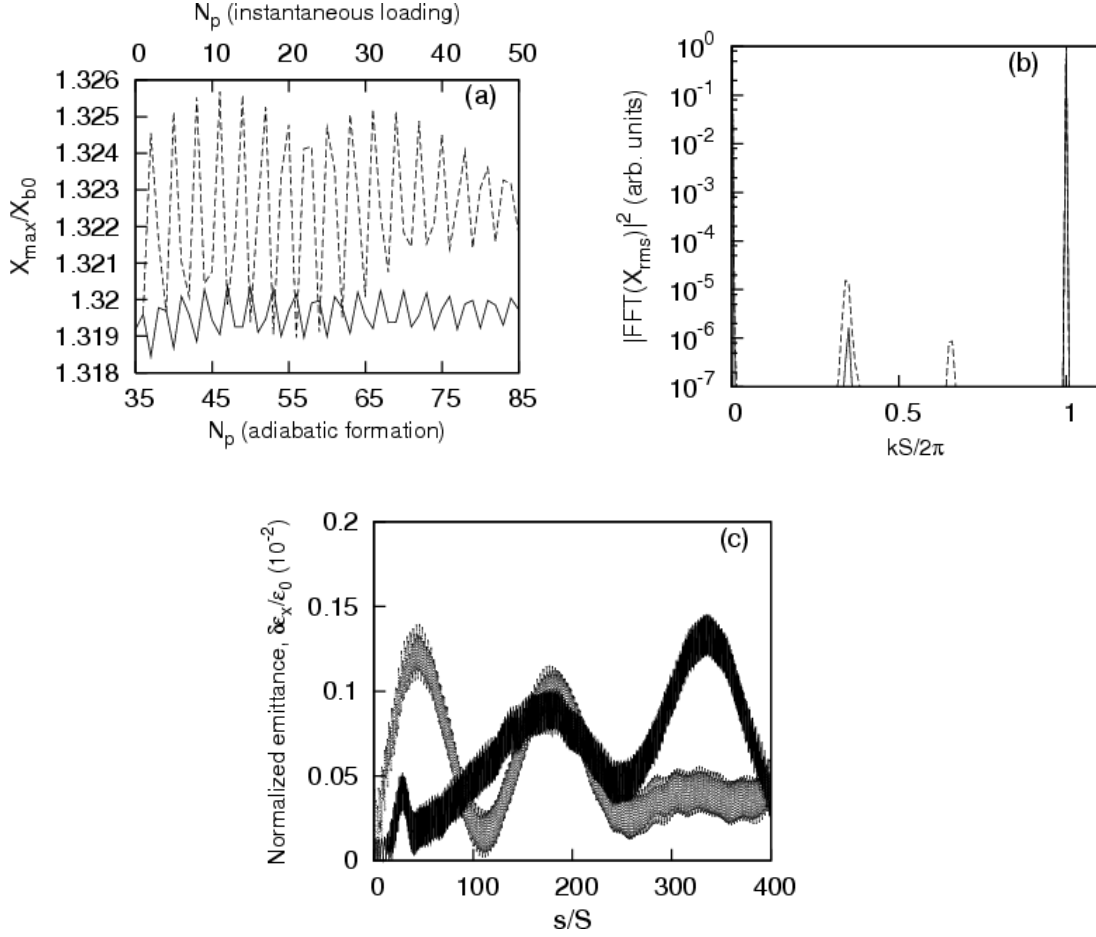 N_p (instantaneous loading)
0 10 20 30 40 50
(a)
1.326
1.325
1.324
1.323
1.322
1.321
1.32
1.319
1.318
X_max/X_b0
35 45 55 65 75 85
N_p (adiabatic formation)
(b)
10^0
10^-1
10^-2
10^-3
10^-4
10^-5
10^-6
10^-7
|FFT(X_rms)|^2 (arb. units)
0 0.5 1
kS/2π
(c)
0.2
0.15
0.1
0.05
0
Normalized emittance, δε_x/ε_0 (10^-2)
0 100 200 300 400
s/S